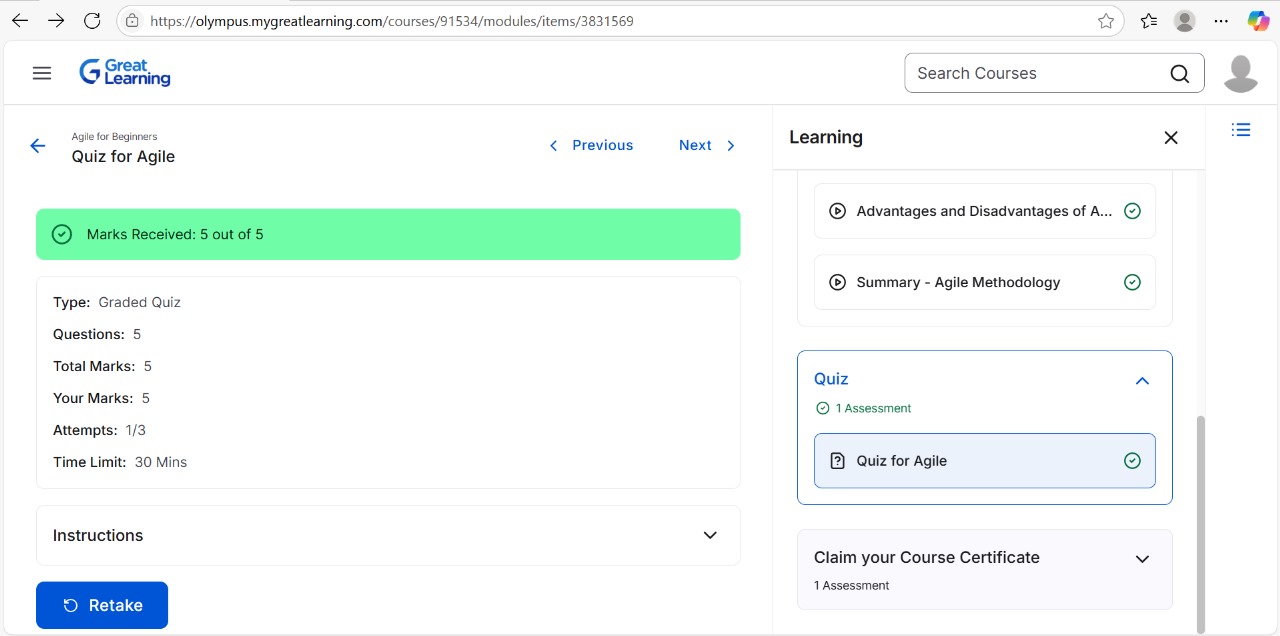 https://olympus.mygreatlearning.com/courses/91534/modules/items/3831569
Great
Learning
Search Courses
Agile for Beginners
Quiz for Agile
Previous
Next
Marks Received: 5 out of 5
Type: Graded Quiz
Questions: 5
Total Marks: 5
Your Marks: 5
Attempts: 1/3
Time Limit: 30 Mins
Instructions
Retake
Learning
Advantages and Disadvantages of A...
Summary - Agile Methodology
Quiz
1 Assessment
Quiz for Agile
Claim your Course Certificate
1 Assessment